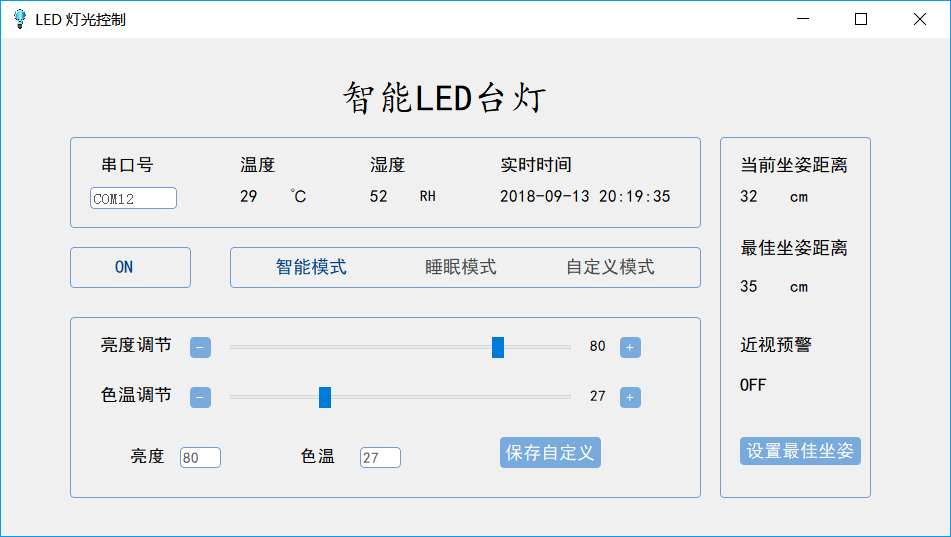 LED 灯光控制
智能LED台灯
串口号 温度 湿度 实时时间
COM12 29 ℃ 52 RH 2018-09-13 20:19:35
ON 智能模式 睡眠模式 自定义模式
亮度调节 - 80 +
色温调节 - 27 +
亮度 80 色温 27 保存自定义
当前坐姿距离
32 cm
最佳坐姿距离
35 cm
近视预警
OFF
设置最佳坐姿